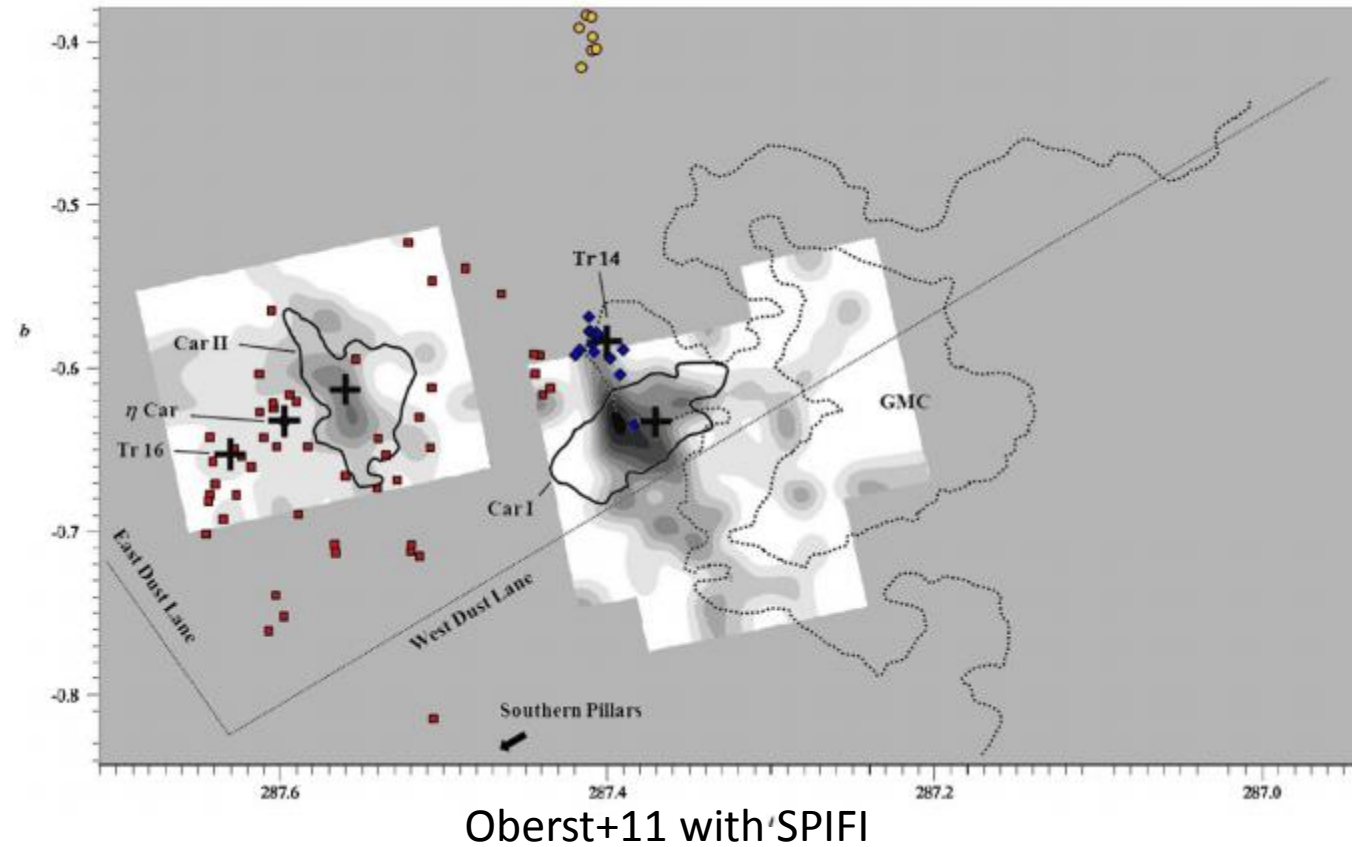 -0.4
-0.5
Tr 14
b
-0.6
Car II
η Car
GMC
Tr 16
Car I
-0.7
East Dust Lane
West Dust Lane
-0.8
Southern Pillars
287.6
287.4
287.2
287.0
Oberst+11 with SPIFI